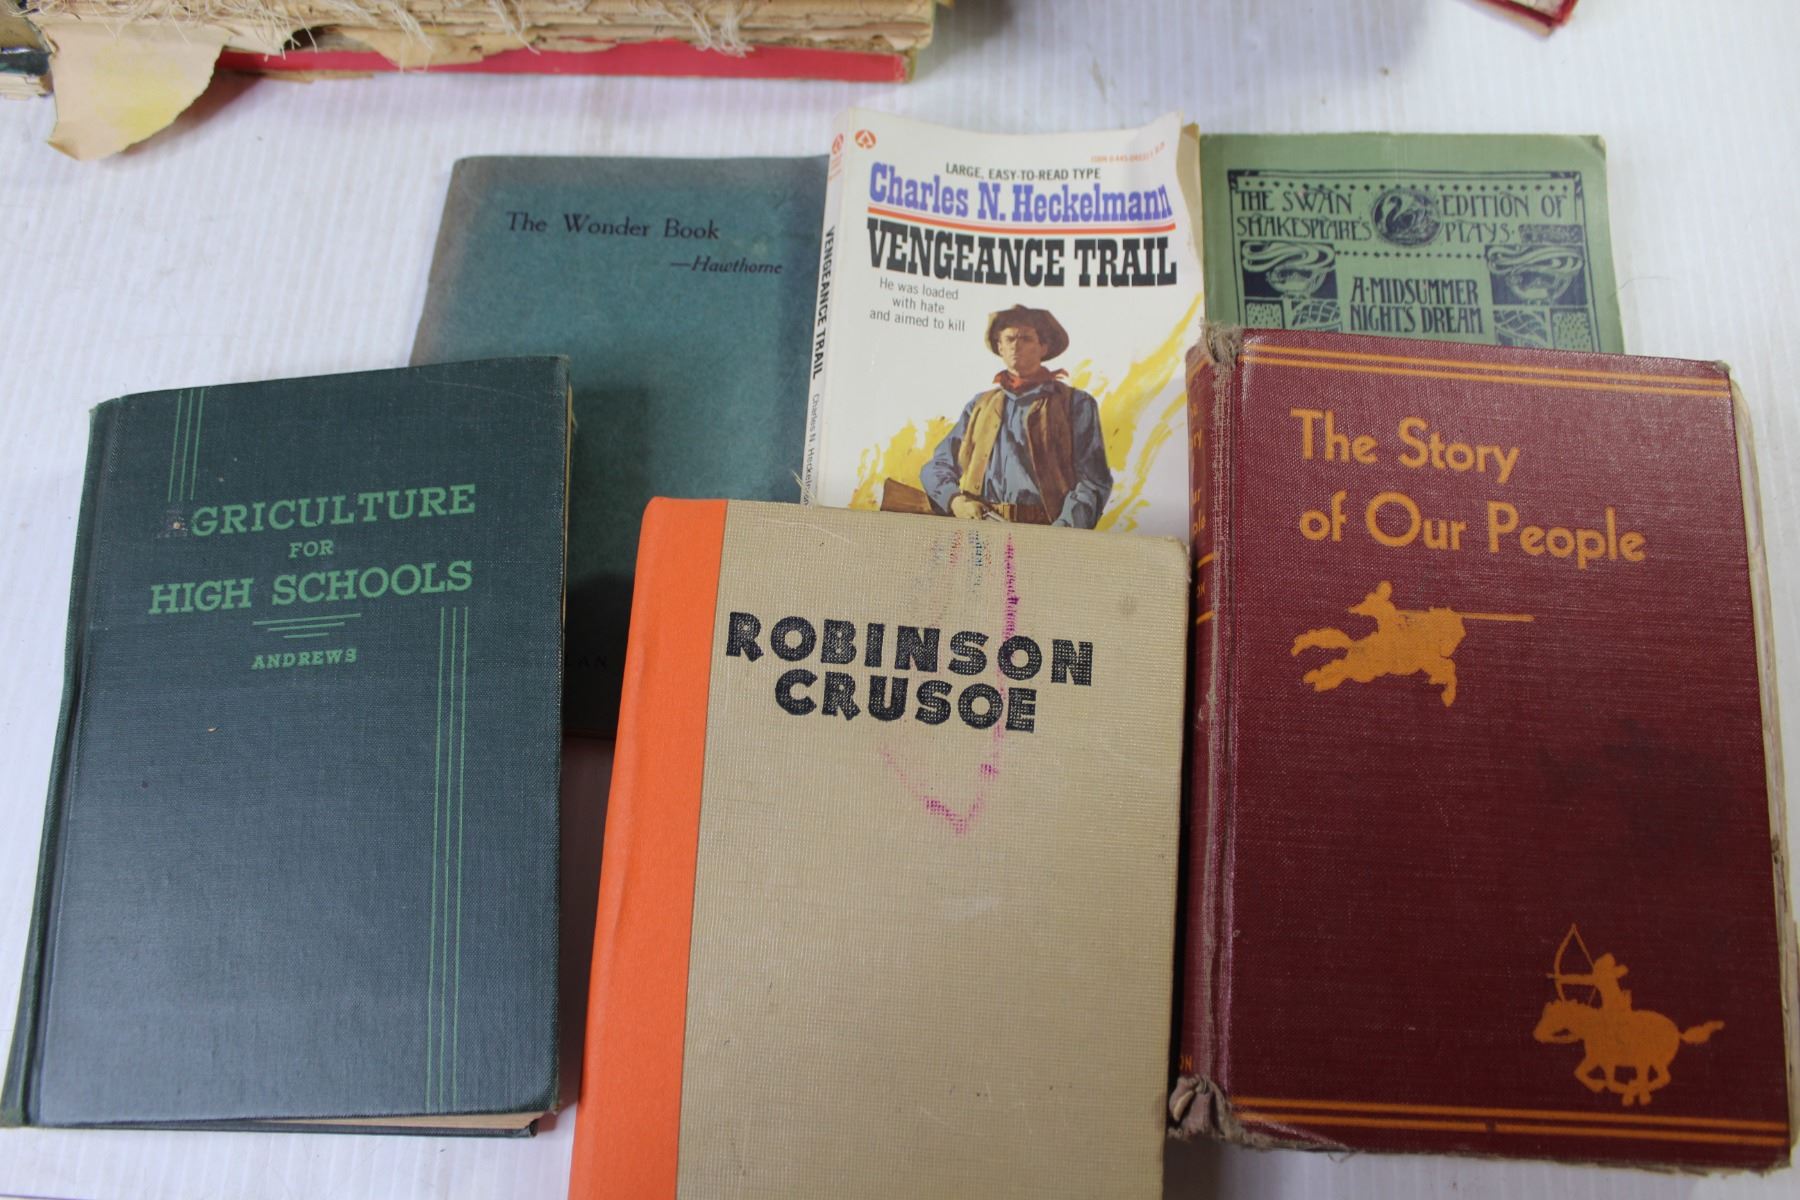 The Wonder Book
—Hawthorne
LARGE, EASY-TO-READ TYPE
Charles N. Heckelmann
VENGEANCE TRAIL
He was loaded
with hate
and aimed to kill
VENGEANCE TRAIL Charles N. Heckelmann
THE SWAN EDITION OF
SHAKESPEARE'S PLAYS.
A·MIDSUMMER
NIGHT'S DREAM
AGRICULTURE
FOR
HIGH SCHOOLS
ANDREWS
ROBINSON
CRUSOE
The Story
of Our People